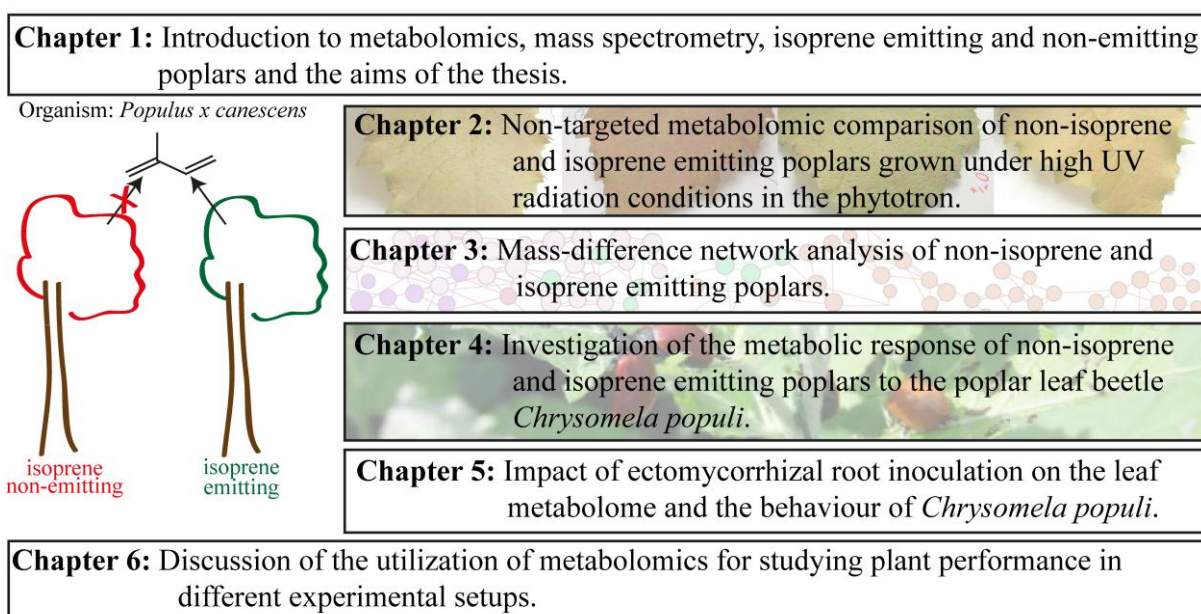 Chapter 1: Introduction to metabolomics, mass spectrometry, isoprene emitting and non-emitting
poplars and the aims of the thesis.
Organism: Populus x canescens
isoprene
non-emitting
isoprene
emitting
Chapter 2: Non-targeted metabolomic comparison of non-isoprene
and isoprene emitting poplars grown under high UV
radiation conditions in the phytotron.
Chapter 3: Mass-difference network analysis of non-isoprene and
isoprene emitting poplars.
Chapter 4: Investigation of the metabolic response of non-isoprene
and isoprene emitting poplars to the poplar leaf beetle
Chrysomela populi.
Chapter 5: Impact of ectomycorrhizal root inoculation on the leaf
metabolome and the behaviour of Chrysomela populi.
Chapter 6: Discussion of the utilization of metabolomics for studying plant performance in
different experimental setups.